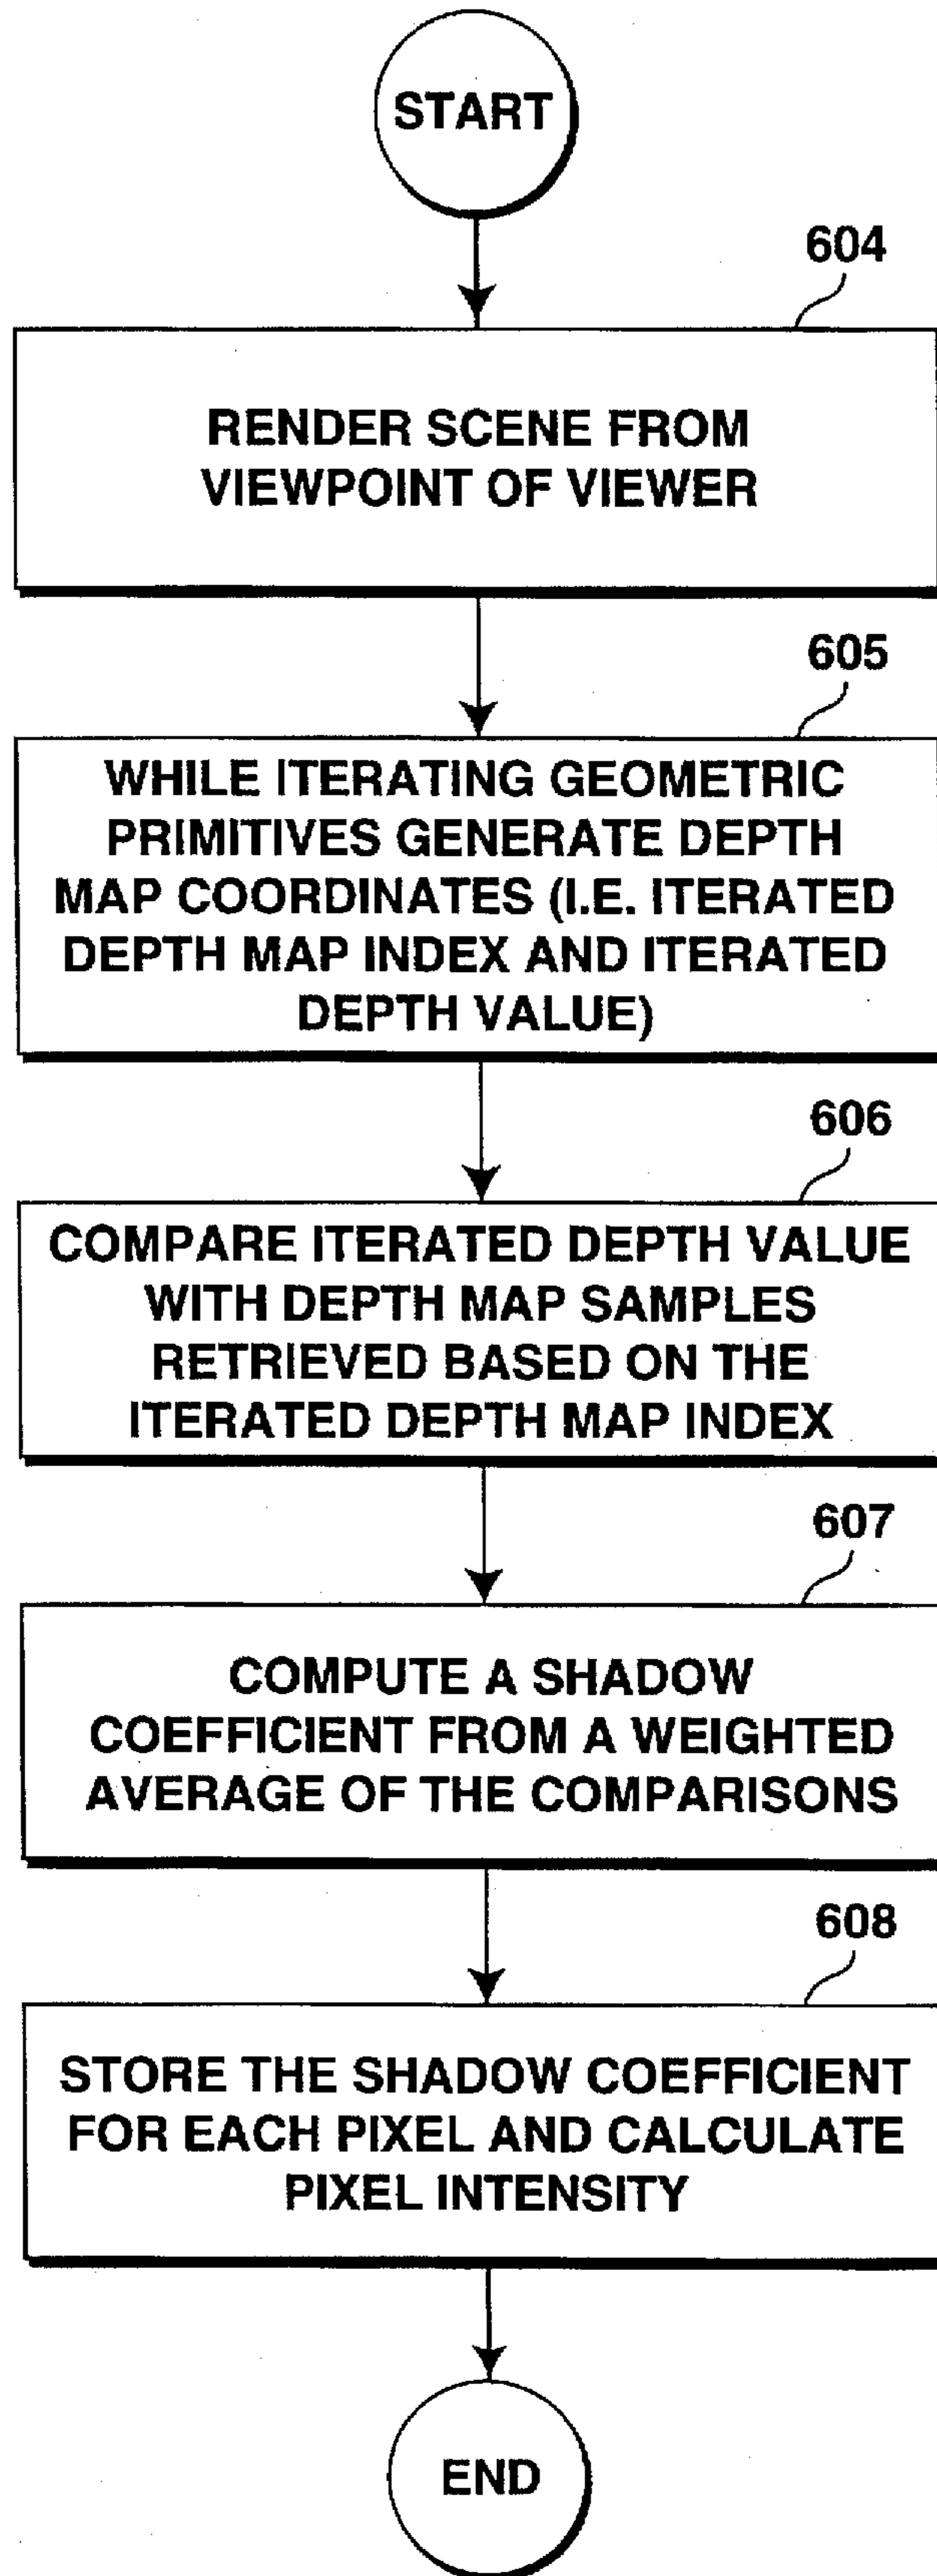 START
604
RENDER SCENE FROM
VIEWPOINT OF VIEWER
605
WHILE ITERATING GEOMETRIC
PRIMITIVES GENERATE DEPTH
MAP COORDINATES (I.E. ITERATED
DEPTH MAP INDEX AND ITERATED
DEPTH VALUE)
606
COMPARE ITERATED DEPTH VALUE
WITH DEPTH MAP SAMPLES
RETRIEVED BASED ON THE
ITERATED DEPTH MAP INDEX
607
COMPUTE A SHADOW
COEFFICIENT FROM A WEIGHTED
AVERAGE OF THE COMPARISONS
608
STORE THE SHADOW COEFFICIENT
FOR EACH PIXEL AND CALCULATE
PIXEL INTENSITY
END